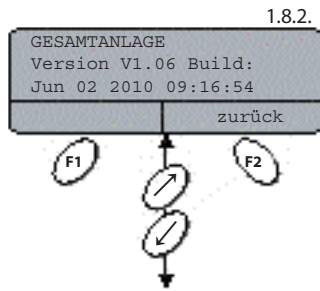 1.8.2.
GESAMTANLAGE
Version V1.06 Build:
Jun 02 2010 09:16:54
zurück
F1 F2